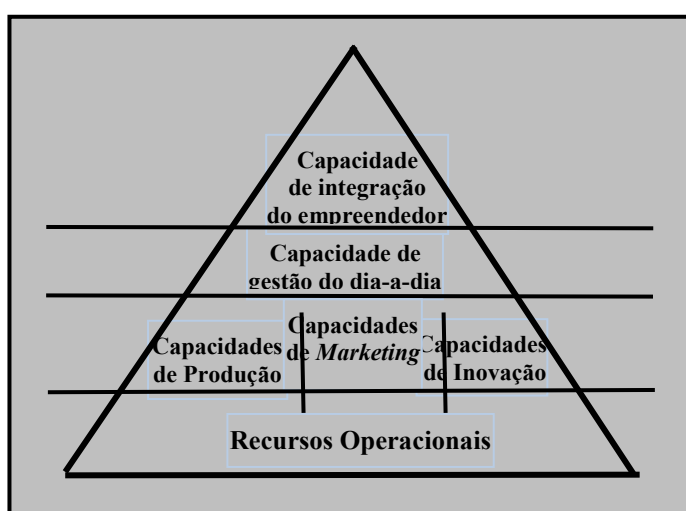 Capacidade
de integração
do empreendedor
Capacidade de
gestão do dia-a-dia
Capacidades
de Produção
Capacidades
de Marketing
Capacidades
de Inovação
Recursos Operacionais